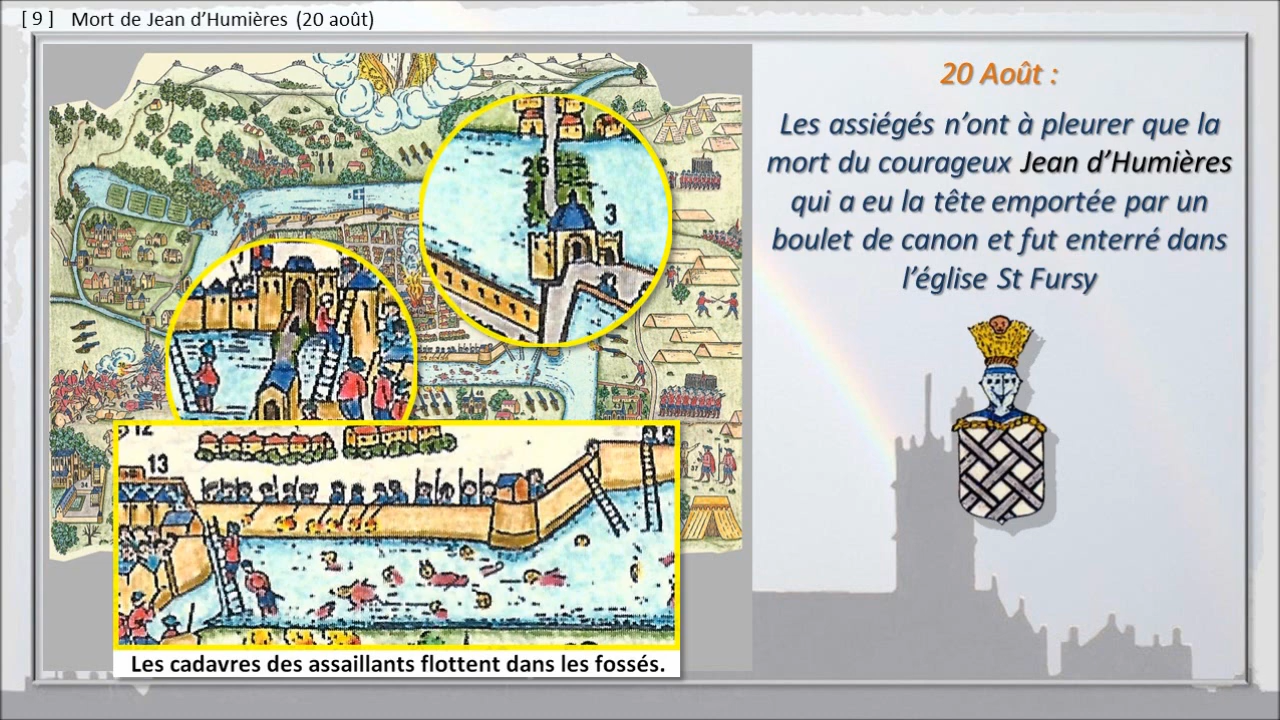 [ 9 ] Mort de Jean d’Humières (20 août)
20 Août :
Les assiégés n’ont à pleurer que la
mort du courageux Jean d’Humières
qui a eu la tête emportée par un
boulet de canon et fut enterré dans
l’église St Fursy
26
3
12
13
Les cadavres des assaillants flottent dans les fossés.